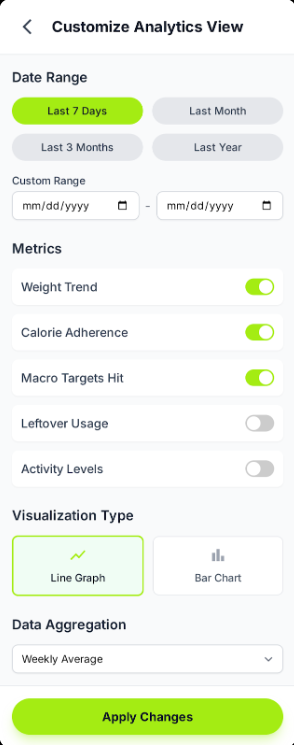 Customize Analytics View
Date Range
Last 7 Days
Last Month
Last 3 Months
Last Year
Custom Range
mm/dd/yyyy - mm/dd/yyyy
Metrics
Weight Trend
Calorie Adherence
Macro Targets Hit
Leftover Usage
Activity Levels
Visualization Type
Line Graph
Bar Chart
Data Aggregation
Weekly Average
Apply Changes